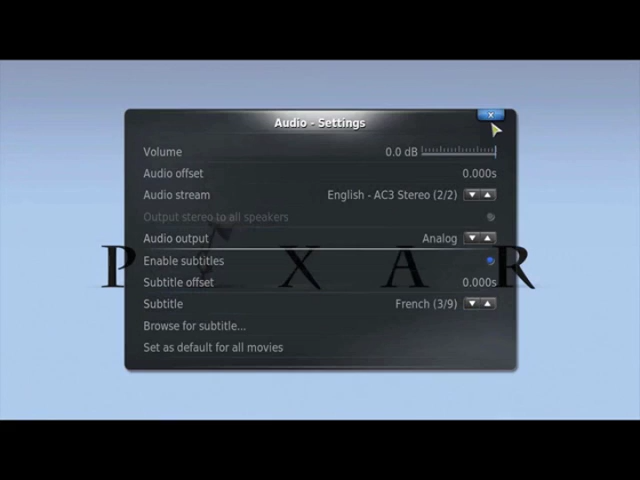 Audio - Settings
Volume 0.0 dB
Audio offset 0.000s
Audio stream English - AC3 Stereo (2/2)
Output stereo to all speakers
Audio output Analog
P I X A R
Enable subtitles
Subtitle offset 0.000s
Subtitle French (3/9)
Browse for subtitle...
Set as default for all movies